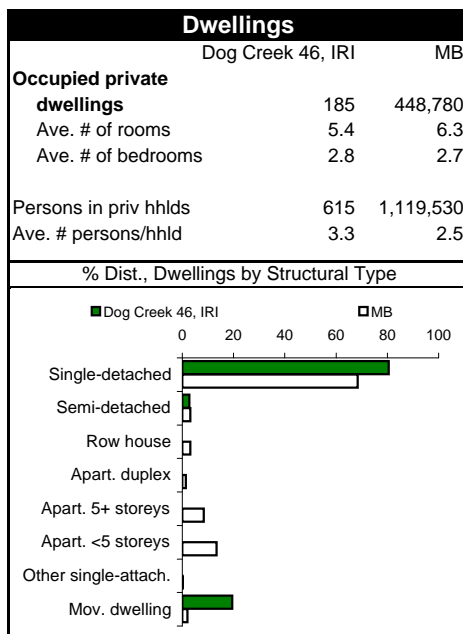 Dwellings
Dog Creek 46, IRI MB
Occupied private
dwellings 185 448,780
Ave. # of rooms 5.4 6.3
Ave. # of bedrooms 2.8 2.7
Persons in priv hhlds 615 1,119,530
Ave. # persons/hhld 3.3 2.5
% Dist., Dwellings by Structural Type
Dog Creek 46, IRI MB
0 20 40 60 80 100
Single-detached
Semi-detached
Row house
Apart. duplex
Apart. 5+ storeys
Apart. <5 storeys
Other single-attach.
Mov. dwelling